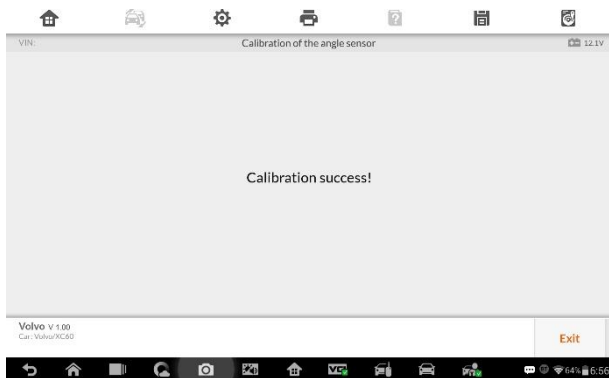 VIN:
Calibration of the angle sensor
12.1V
Calibration success!
Volvo V 1.00
Car: Volvo/XC60
Exit
64% 6:56